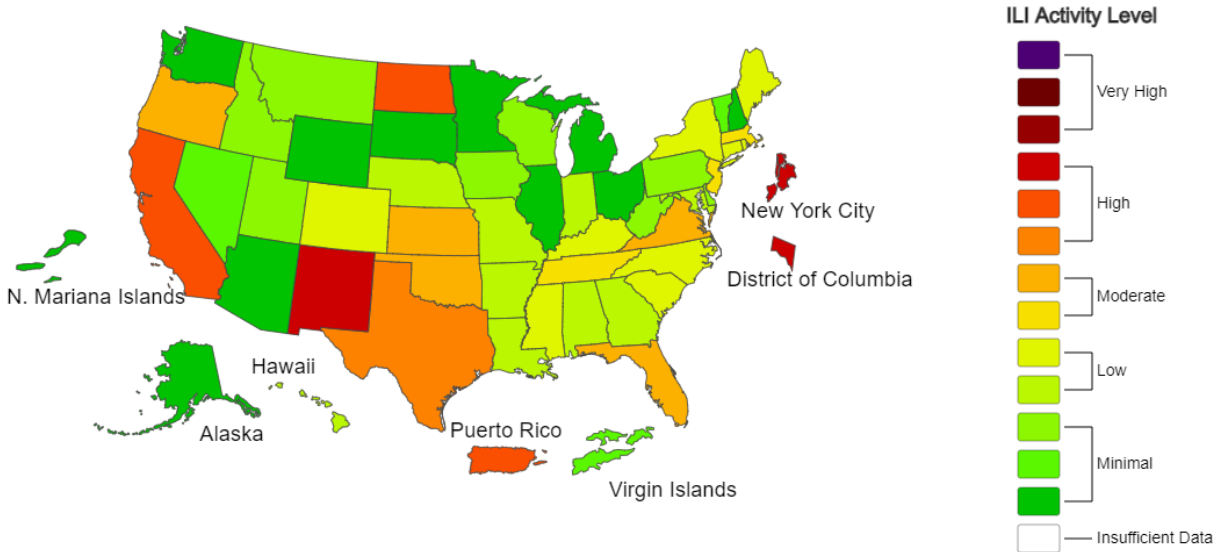 ILI Activity Level
Very High
High
Moderate
Low
Minimal
Insufficient Data
New York City
District of Columbia
N. Mariana Islands
Hawaii
Alaska
Puerto Rico
Virgin Islands